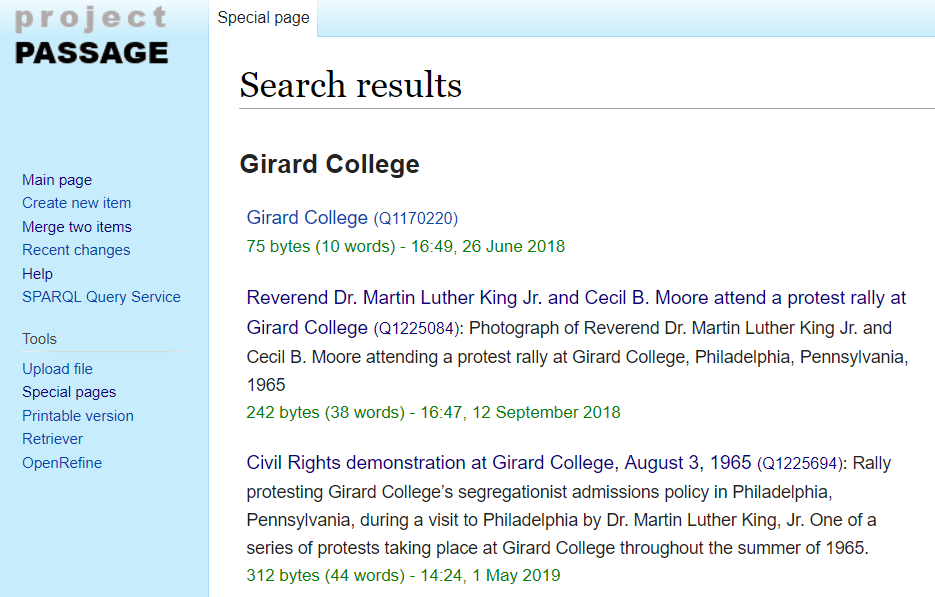 project
PASSAGE
Main page
Create new item
Merge two items
Recent changes
Help
SPARQL Query Service
Tools
Upload file
Special pages
Printable version
Retriever
OpenRefine
Special page
Search results
Girard College
Girard College (Q1170220)
75 bytes (10 words) - 16:49, 26 June 2018
Reverend Dr. Martin Luther King Jr. and Cecil B. Moore attend a protest rally at
Girard College (Q1225084): Photograph of Reverend Dr. Martin Luther King Jr. and
Cecil B. Moore attending a protest rally at Girard College, Philadelphia, Pennsylvania,
1965
242 bytes (38 words) - 16:47, 12 September 2018
Civil Rights demonstration at Girard College, August 3, 1965 (Q1225694): Rally
protesting Girard College’s segregationist admissions policy in Philadelphia,
Pennsylvania, during a visit to Philadelphia by Dr. Martin Luther King, Jr. One of a
series of protests taking place at Girard College throughout the summer of 1965.
312 bytes (44 words) - 14:24, 1 May 2019